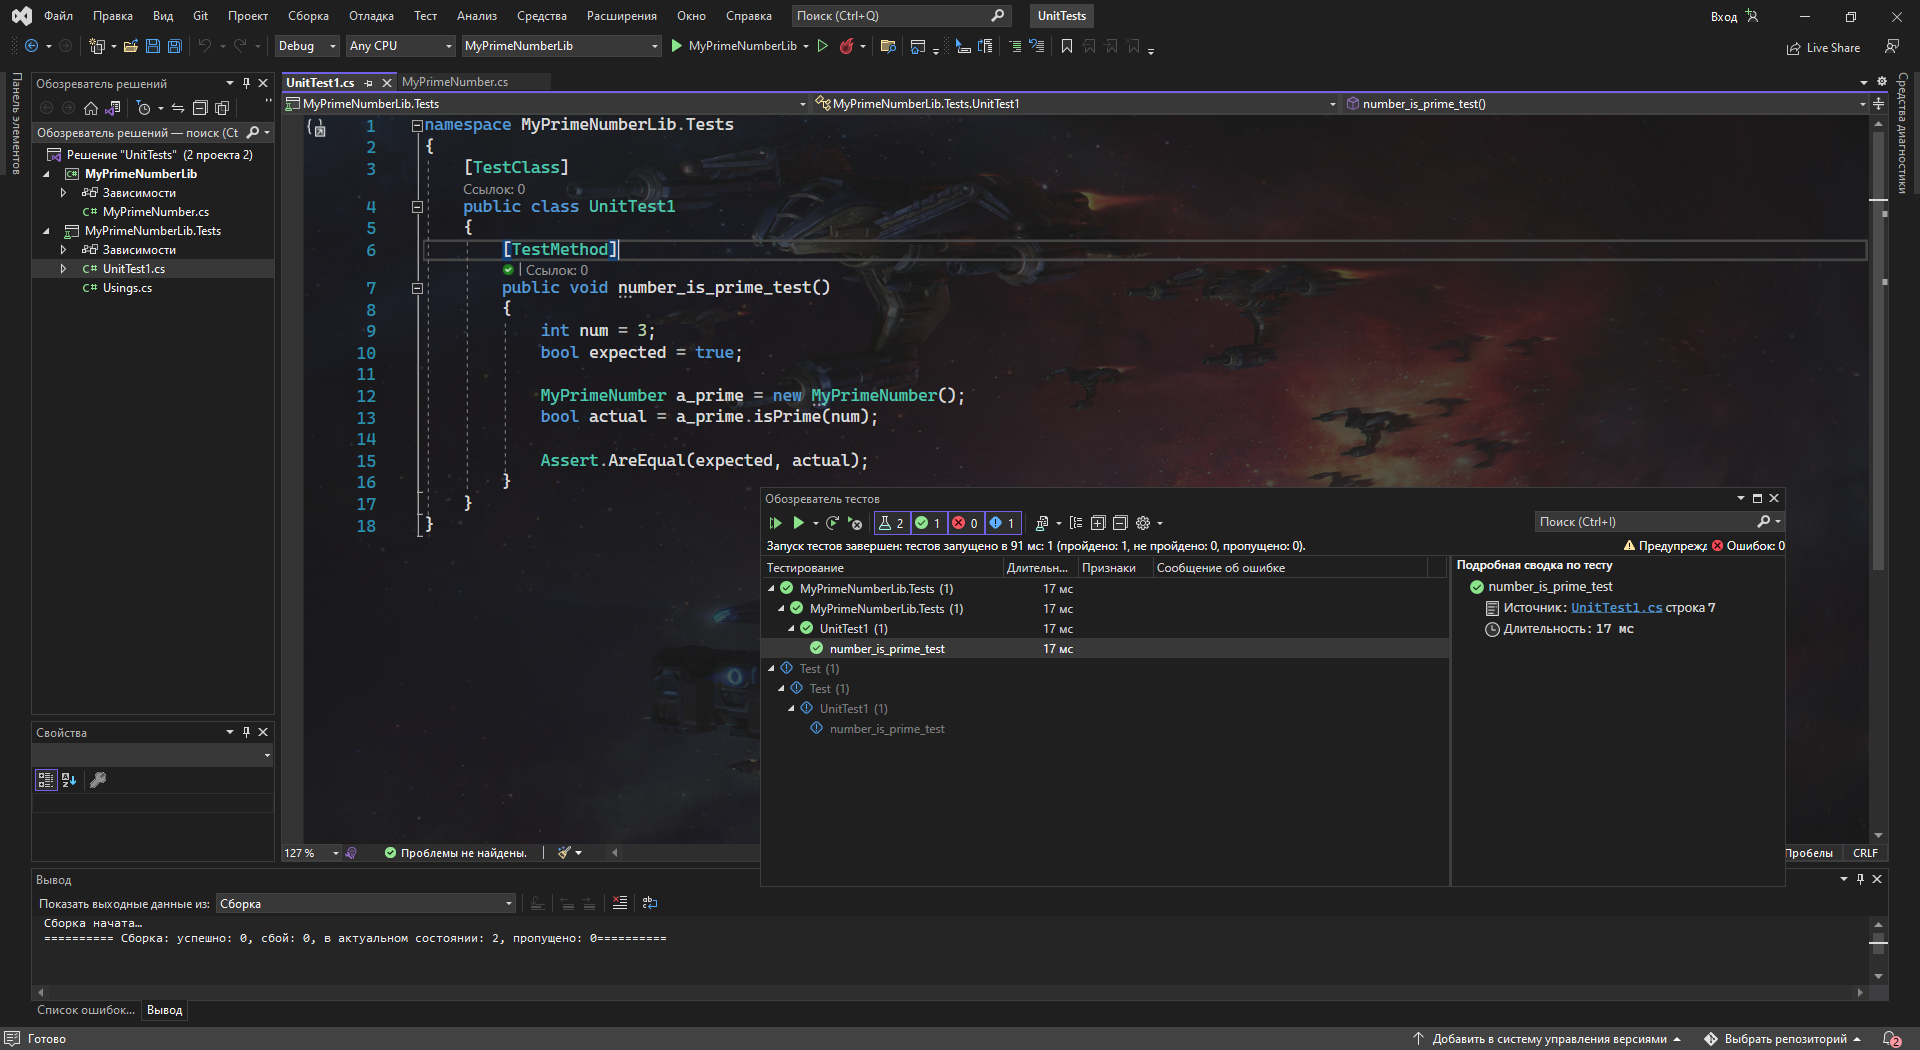 Файл Правка Вид Git Проект Сборка Отладка Тест Анализ Средства Расширения Окно Справка Поиск (Ctrl+Q) UnitTests Вход
Debug Any CPU MyPrimeNumberLib MyPrimeNumberLib Live Share
Панель элементов
Обозреватель решений
Обозреватель решений — поиск (Ct
Решение "UnitTests" (2 проекта 2)
MyPrimeNumberLib
Зависимости
C# MyPrimeNumber.cs
MyPrimeNumberLib.Tests
Зависимости
C# UnitTest1.cs
C# Usings.cs
Свойства
UnitTest1.cs MyPrimeNumber.cs
MyPrimeNumberLib.Tests MyPrimeNumberLib.Tests.UnitTest1 number_is_prime_test()
Средства диагностики
1 namespace MyPrimeNumberLib.Tests
2 {
3 [TestClass]
Ссылок: 0
4 public class UnitTest1
5 {
6 [TestMethod]
| Ссылок: 0
7 public void number_is_prime_test()
8 {
9 int num = 3;
10 bool expected = true;
11
12 MyPrimeNumber a_prime = new MyPrimeNumber();
13 bool actual = a_prime.isPrime(num);
14
15 Assert.AreEqual(expected, actual);
16 }
17 }
18 }
127 % Проблемы не найдены. Пробелы CRLF
Обозреватель тестов
2 1 0 1 Поиск (Ctrl+I)
Запуск тестов завершен: тестов запущено в 91 мс: 1 (пройдено: 1, не пройдено: 0, пропущено: 0). Предупрежд Ошибок: 0
Тестирование Длительн... Признаки Сообщение об ошибке
MyPrimeNumberLib.Tests (1) 17 мс
MyPrimeNumberLib.Tests (1) 17 мс
UnitTest1 (1) 17 мс
number_is_prime_test 17 мс
Test (1)
Test (1)
UnitTest1 (1)
number_is_prime_test
Подробная сводка по тесту
number_is_prime_test
Источник: UnitTest1.cs строка 7
Длительность: 17 мс
Вывод
Показать выходные данные из: Сборка
Сборка начата…
========== Сборка: успешно: 0, сбой: 0, в актуальном состоянии: 2, пропущено: 0==========
Список ошибок... Вывод
Готово Добавить в систему управления версиями Выбрать репозиторий 2